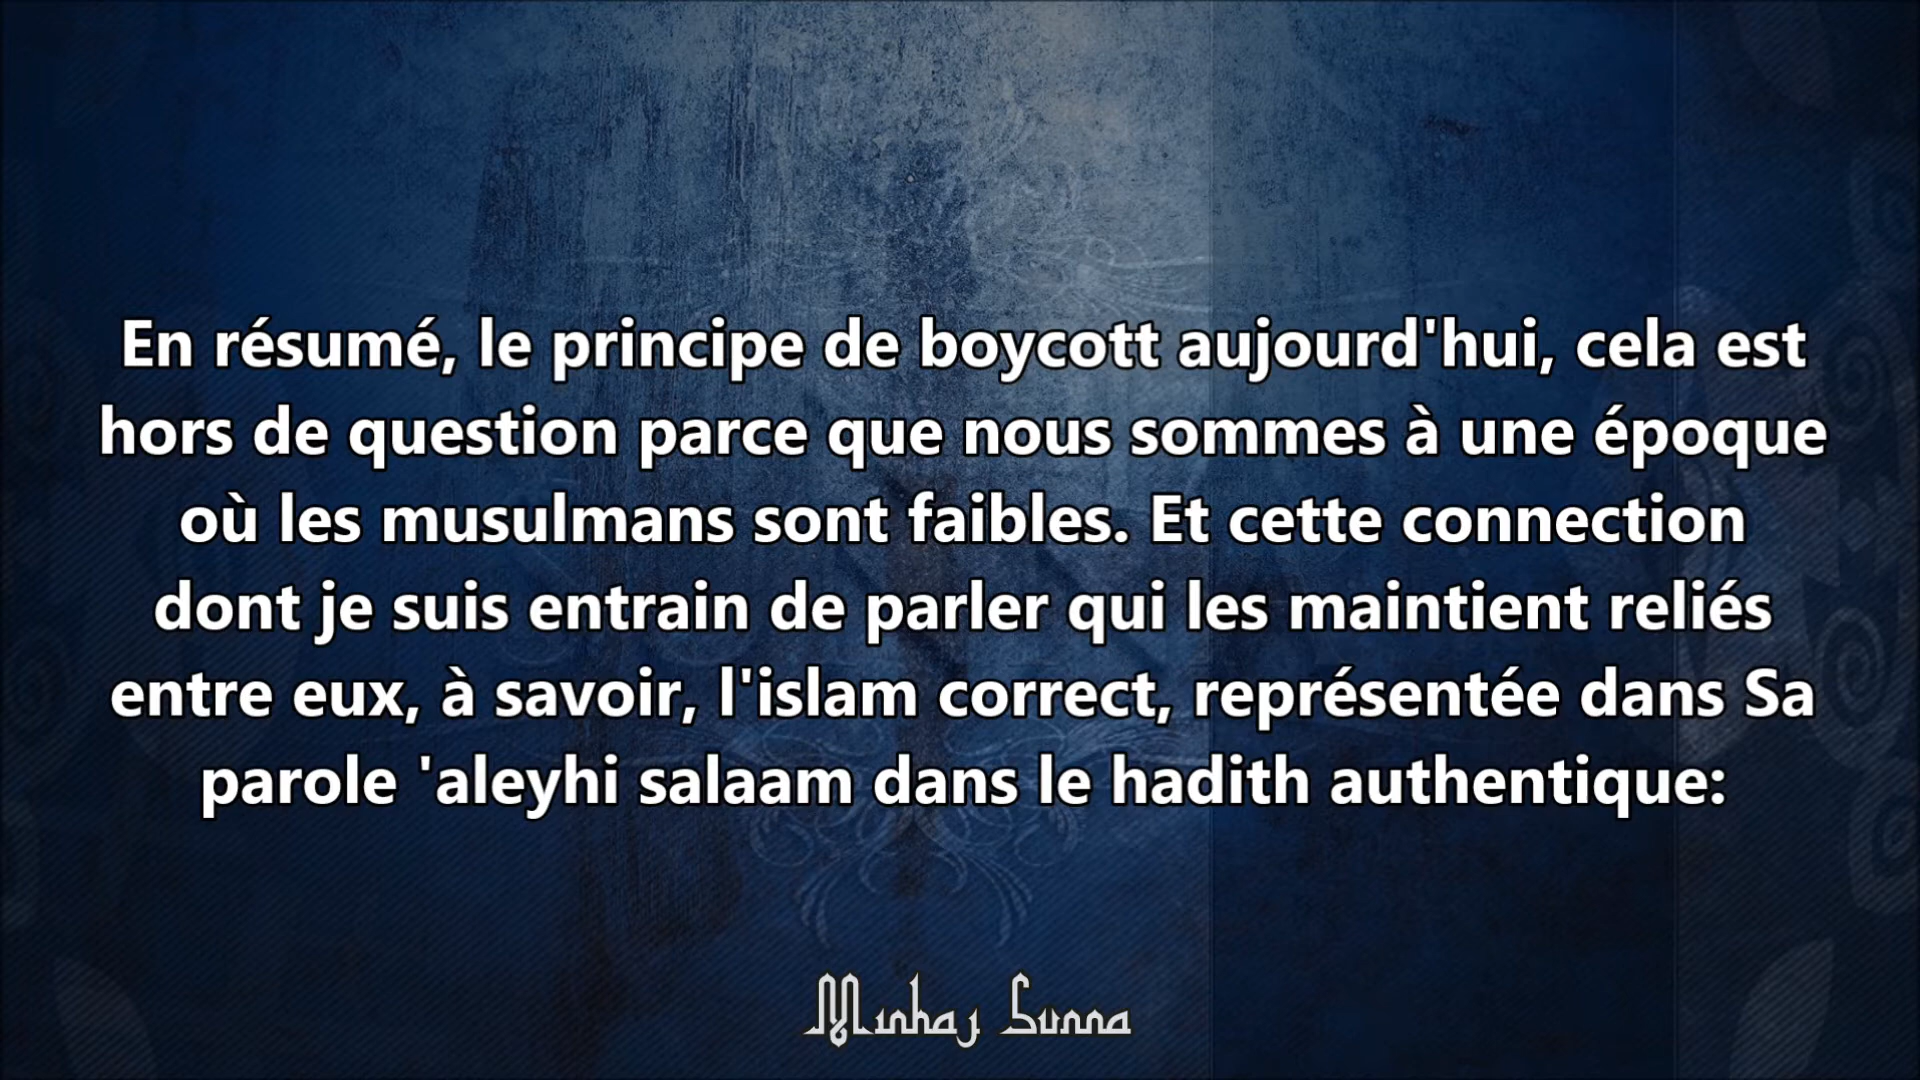 En résumé, le principe de boycott aujourd'hui, cela est
hors de question parce que nous sommes à une époque
où les musulmans sont faibles. Et cette connection
dont je suis entrain de parler qui les maintient reliés
entre eux, à savoir, l'islam correct, représentée dans Sa
parole 'aleyhi salaam dans le hadith authentique:
Minhaj Sunna